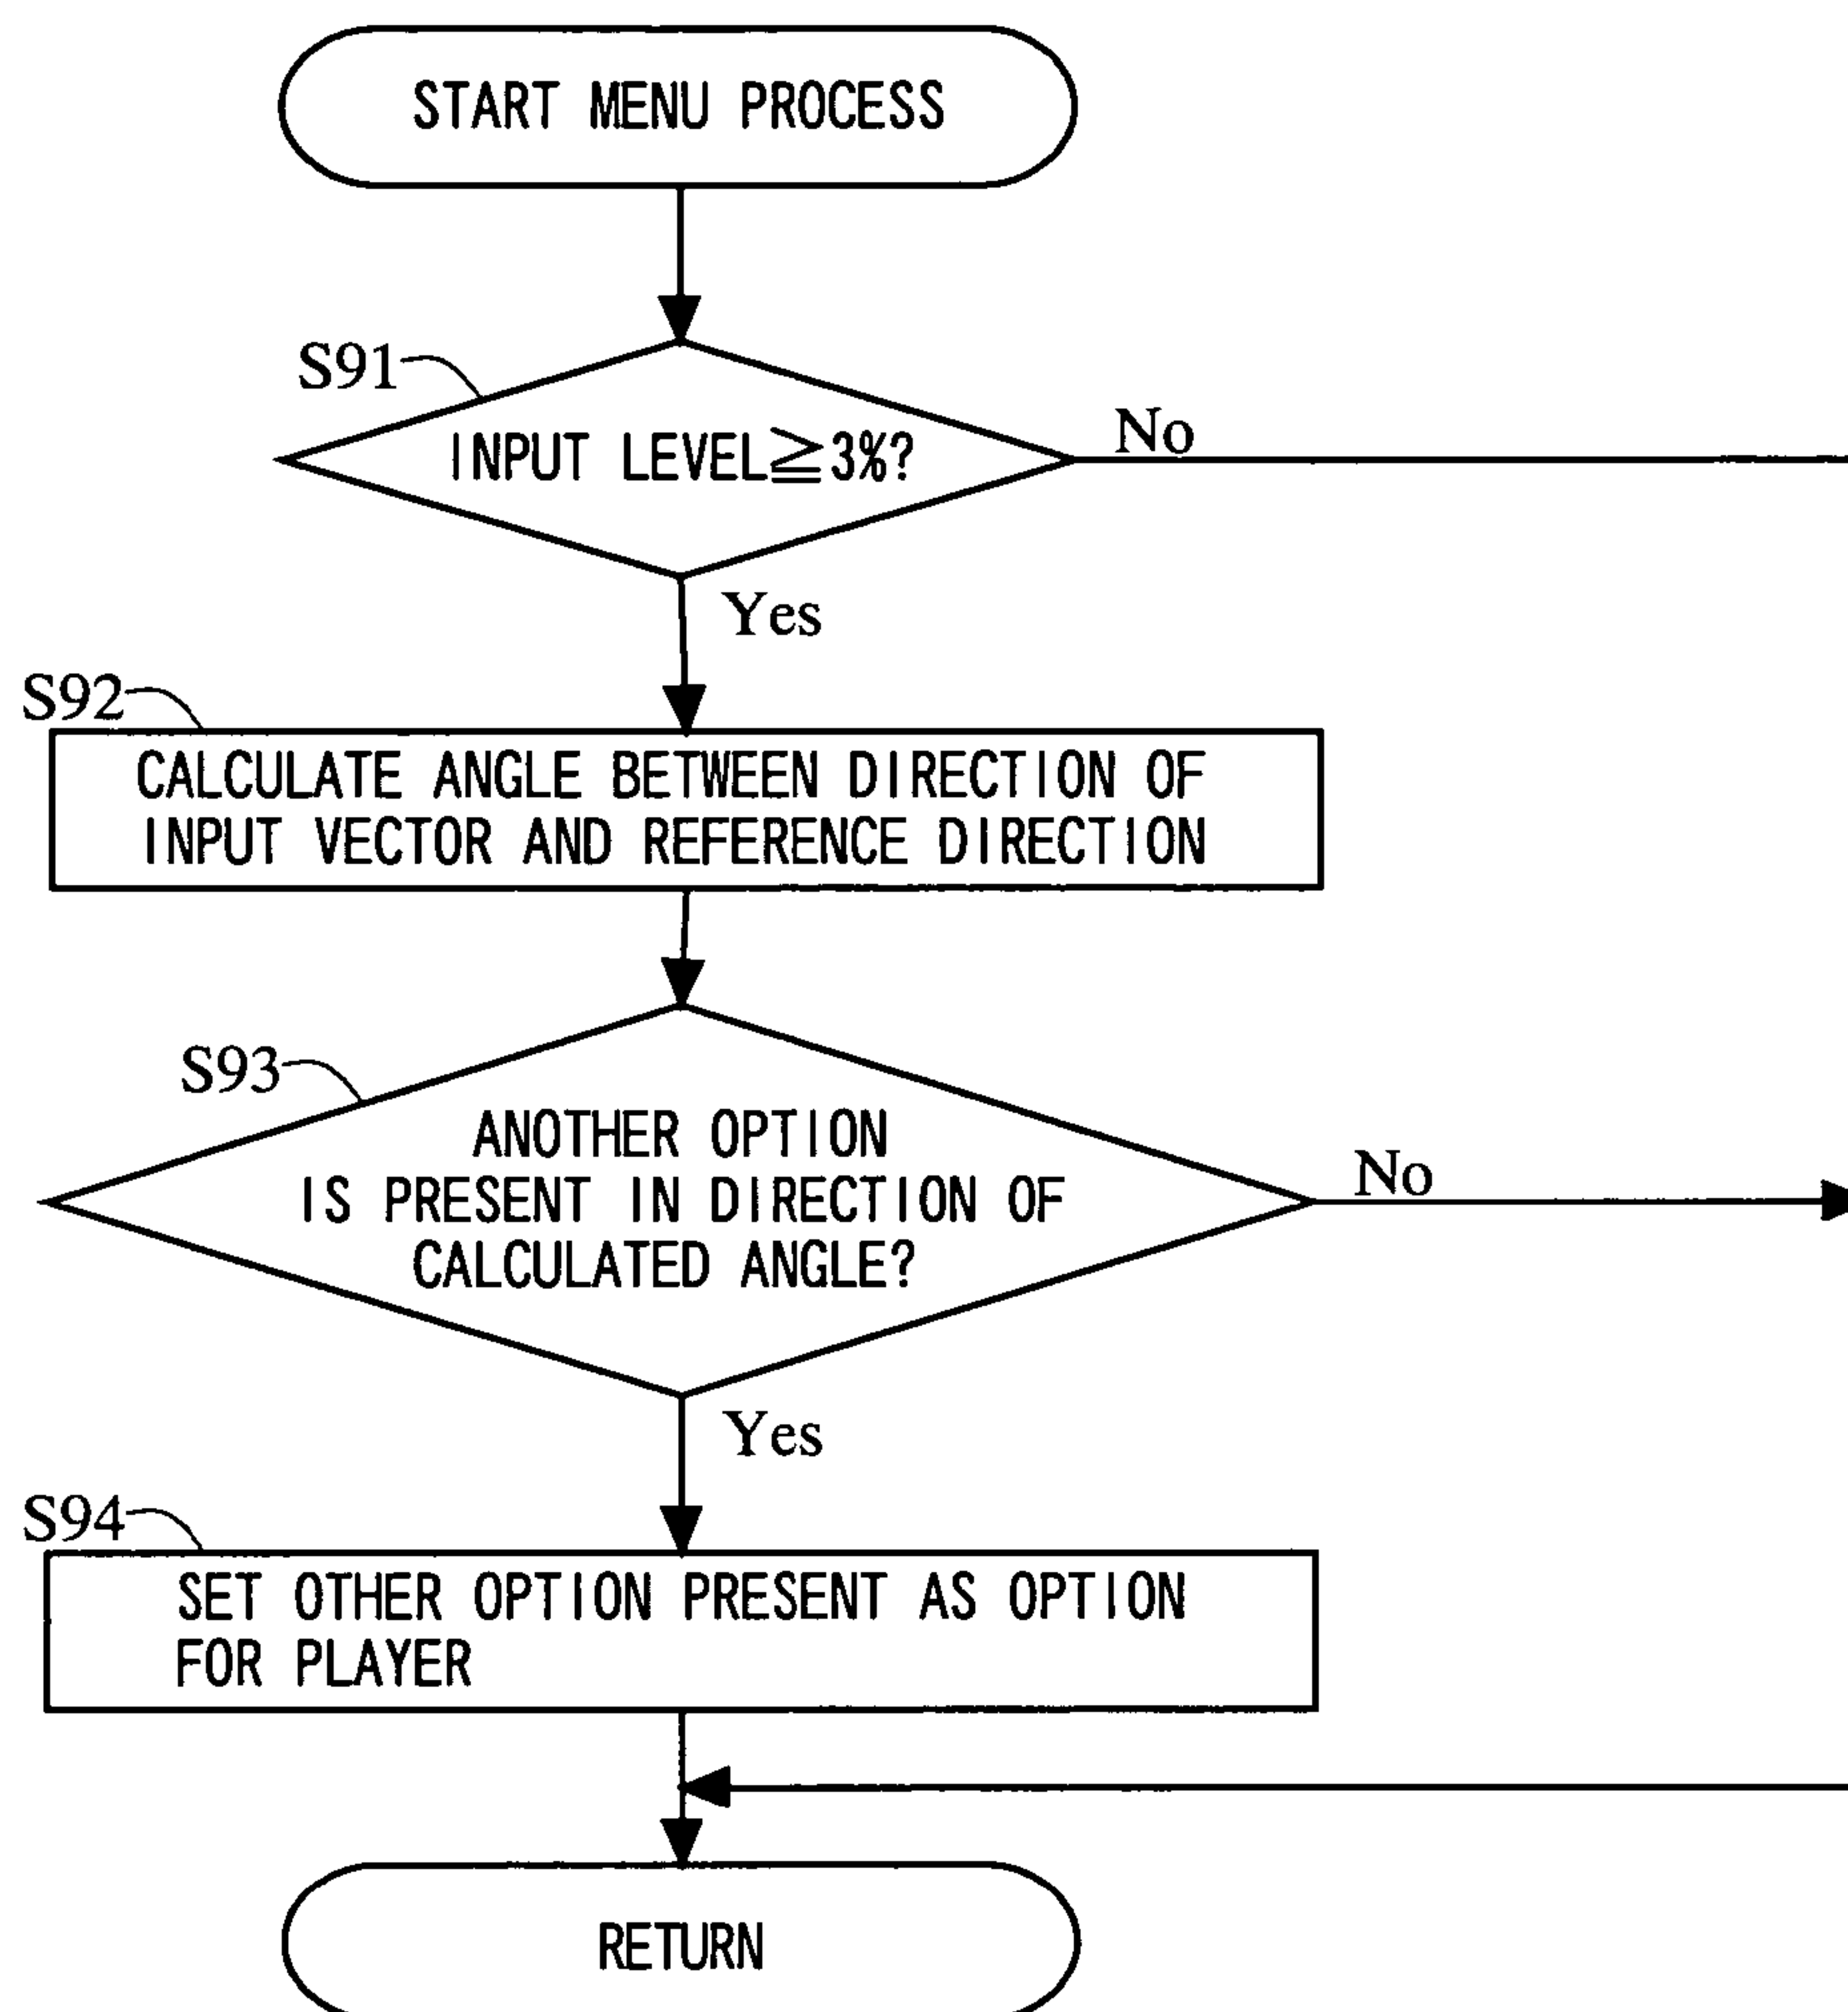 START MENU PROCESS
S91
INPUT LEVEL≧3%?
No
Yes
S92
CALCULATE ANGLE BETWEEN DIRECTION OF
INPUT VECTOR AND REFERENCE DIRECTION
S93
ANOTHER OPTION
IS PRESENT IN DIRECTION OF
CALCULATED ANGLE?
No
Yes
S94
SET OTHER OPTION PRESENT AS OPTION
FOR PLAYER
RETURN